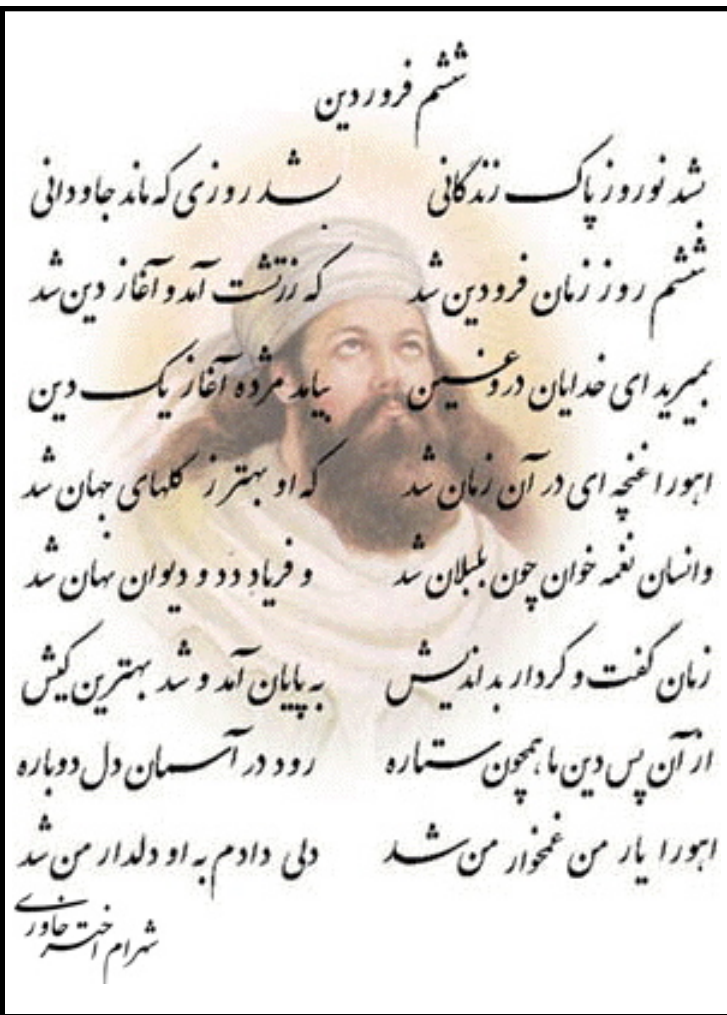 ششم فروردین
شد نوروز پاک زندگانی بشد روزی که ماند جاودانی
ششم روز زمان فرودین شد که زرتشت آمد و آغاز دین شد
بمیرید ای خدایان دروغین بیامد مژده آغاز یک دین
اهورا غنچه ای در آن زمان شد که او بهتر ز گلهای جهان شد
وانسان نغمه خوان چون بلبلان شد و فریاد دد و دیوان نهان شد
زمان گفت و کردار بد اندیش به پایان آمد و شد بهترین کیش
از آن پس دین ما همچون ستاره رود در آسمان دل دوباره
اهورا یار من غمخوار من شد دلی دادم به او دلدار من شد
شهرام اختر خاوری